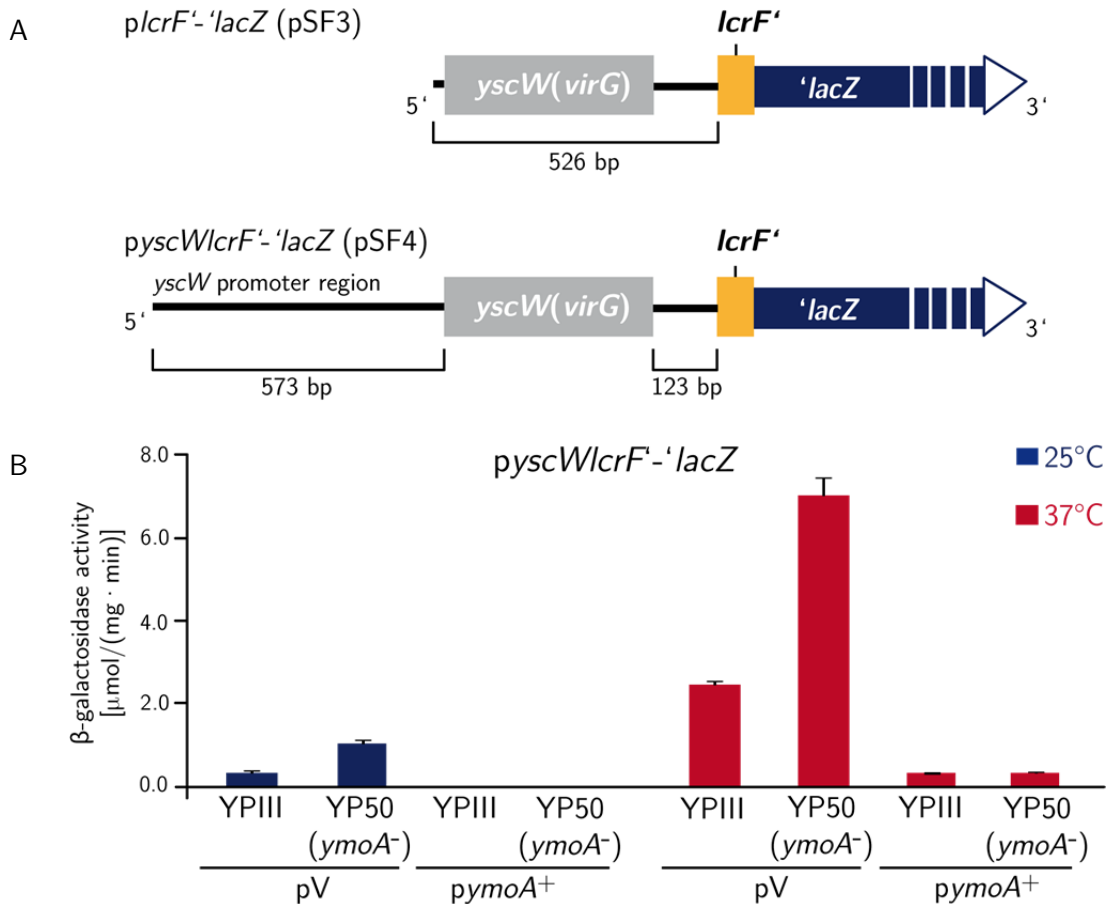 A
plcrF‘-‘lacZ (pSF3)
lcrF‘
5‘
yscW(virG)
‘lacZ
3‘
526 bp
pyscWlcrF‘-‘lacZ (pSF4)
lcrF‘
yscW promoter region
5‘
yscW(virG)
‘lacZ
3‘
573 bp
123 bp
B
pyscWlcrF‘-‘lacZ
25°C
37°C
β-galactosidase activity
[μmol/(mg · min)]
8.0
6.0
4.0
2.0
0.0
YPIII YP50 YPIII YP50 YPIII YP50 YPIII YP50
(ymoA-) (ymoA-) (ymoA-) (ymoA-)
pV pymoA+ pV pymoA+